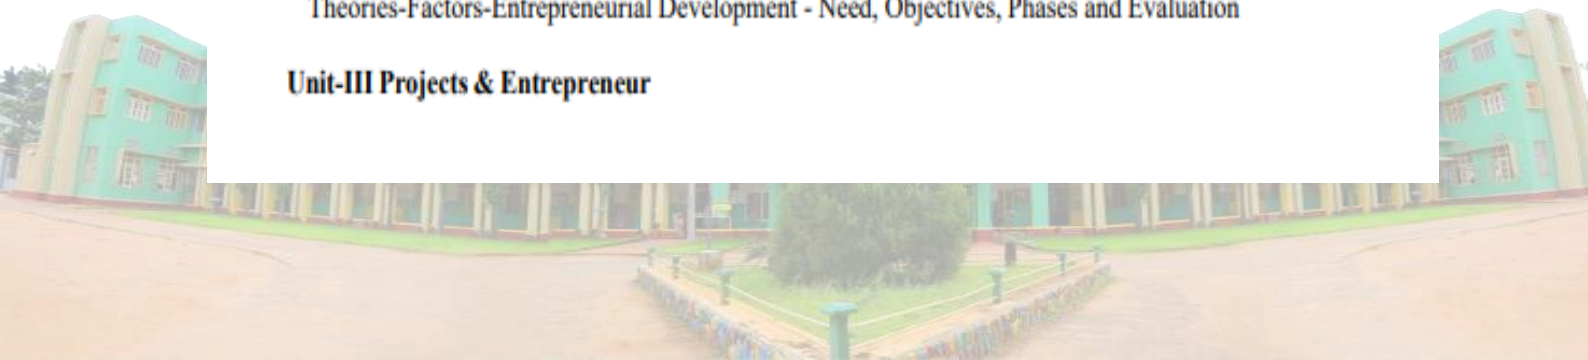 Theories-Factors-Entrepreneurial Development - Need, Objectives, Phases and Evaluation
Unit-III Projects & Entrepreneur